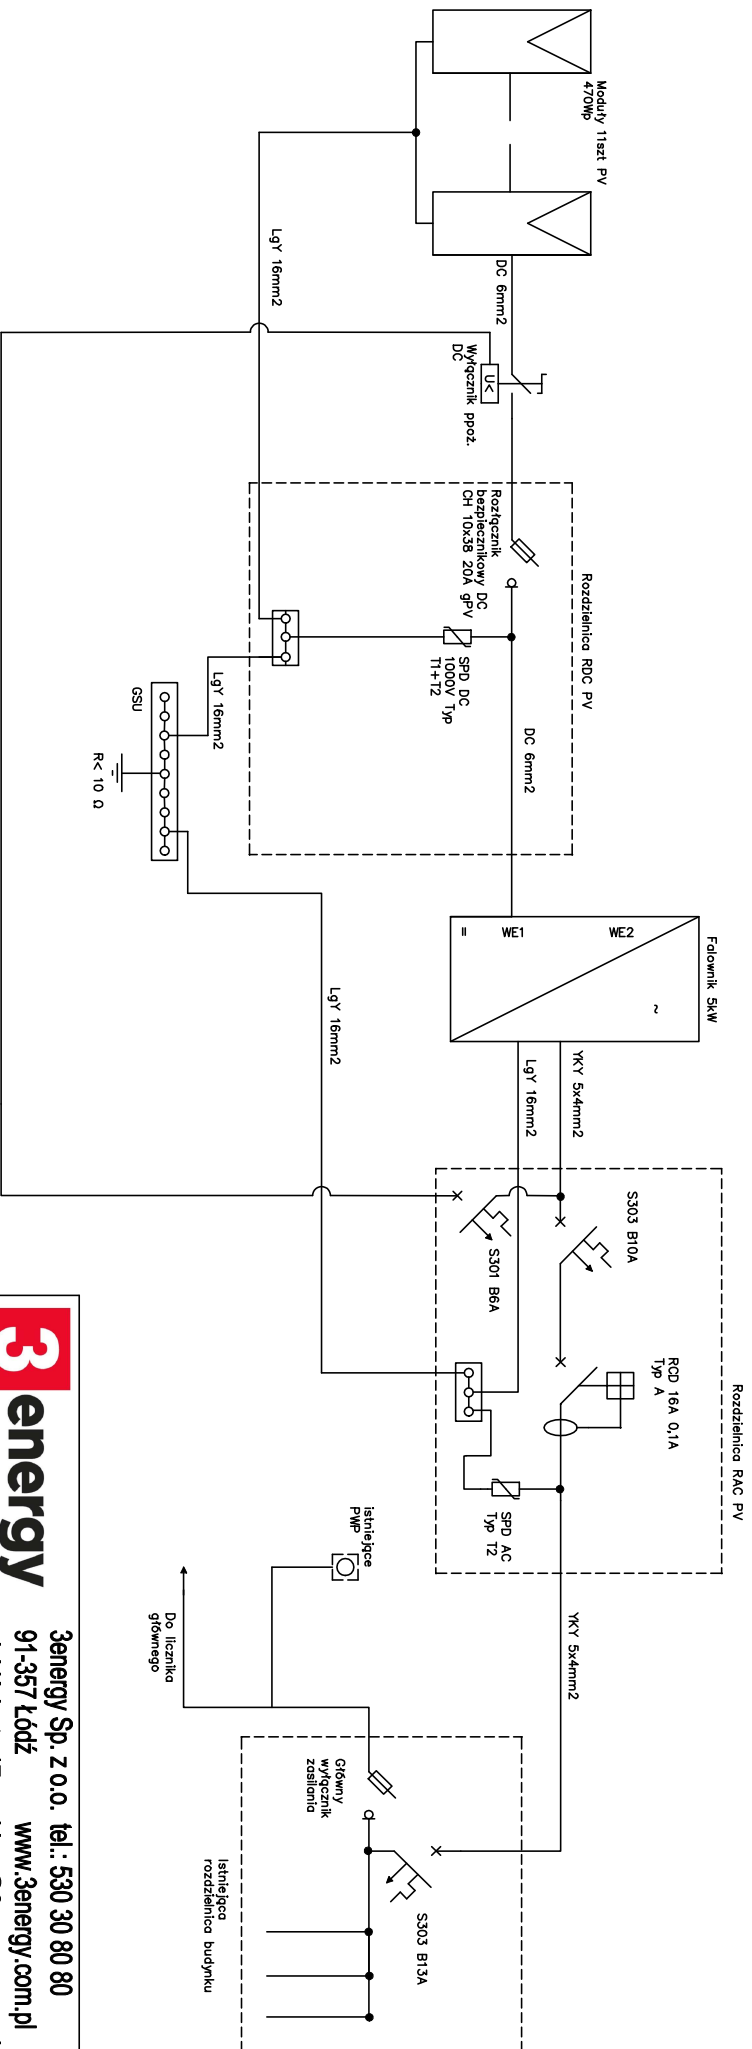 Moduły 11szt PV
470Wp
DC 6mm2
LgY 16mm2
Wyłącznik ppoż.
DC
U<
Rozdzielnica RDC PV
Rozłącznik
bezpiecznikowy DC
CH 10x38 20A gPV
SPD DC
1000V Typ
T1+T2
DC 6mm2
LgY 16mm2
GSU
R< 10 Ω
Falownik 5kW
WE2
WE1
=
~
LgY 16mm2
YKY 5x4mm2
LgY 16mm2
Rozdzielnica RAC PV
S303 B10A
S301 B6A
RCD 16A 0,1A
Typ A
SPD AC
Typ T2
YKY 5x4mm2
istniejące
PWP
Do licznika
głównego
Główny
wyłącznik
zasilania
S303 B13A
Istniejąca
rozdzielnica budynku
3energy
3energy Sp. z o.o. tel.: 530 30 80 80
91-357 Łódź www.3energy.com.pl